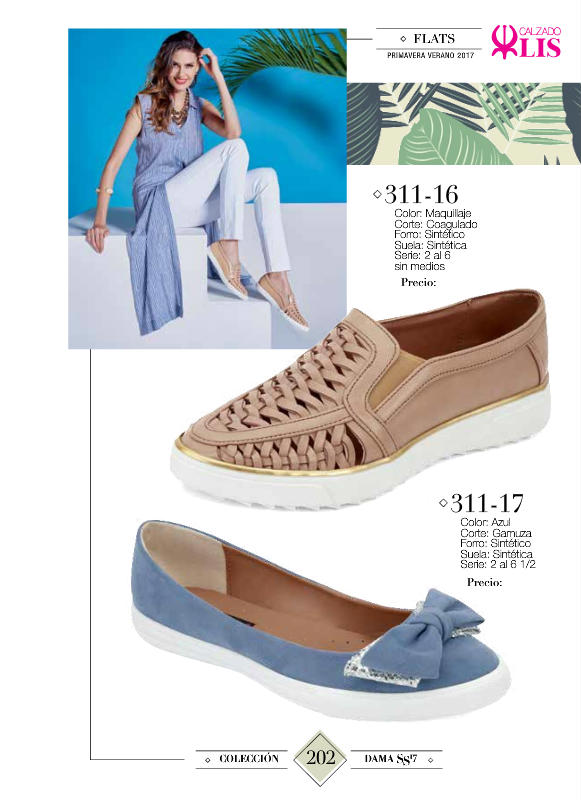 FLATS
PRIMAVERA VERANO 2017
CALZADO
LIS
311-16
Color: Maquillaje
Corte: Coagulado
Forro: Sintético
Suela: Sintética
Serie: 2 al 6
sin medios
Precio:
311-17
Color: Azul
Corte: Gamuza
Forro: Sintético
Suela: Sintética
Serie: 2 al 6 1/2
Precio:
COLECCIÓN
202
DAMA SS17